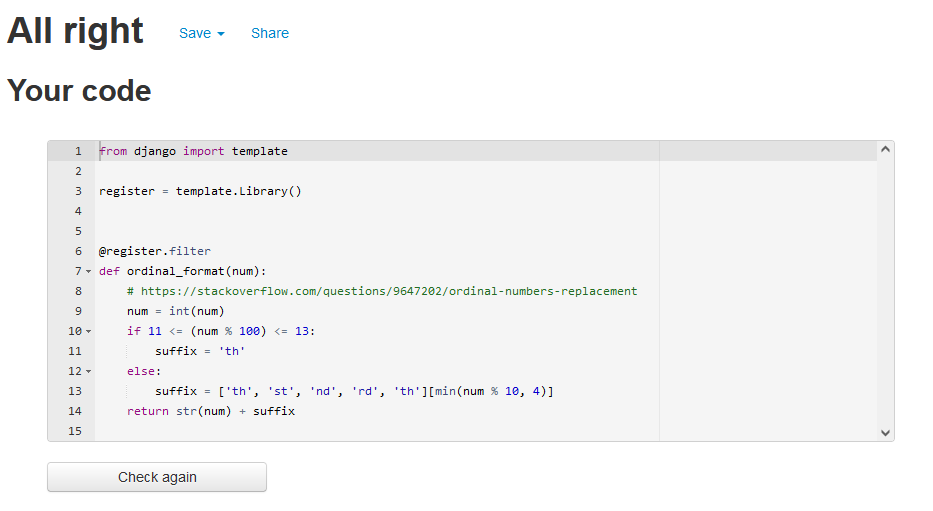 All right Save Share
Your code
1 from django import template
2
3 register = template.Library()
4
5
6 @register.filter
7 def ordinal_format(num):
8 # https://stackoverflow.com/questions/9647202/ordinal-numbers-replacement
9 num = int(num)
10 if 11 <= (num % 100) <= 13:
11 suffix = 'th'
12 else:
13 suffix = ['th', 'st', 'nd', 'rd', 'th'][min(num % 10, 4)]
14 return str(num) + suffix
15
Check again